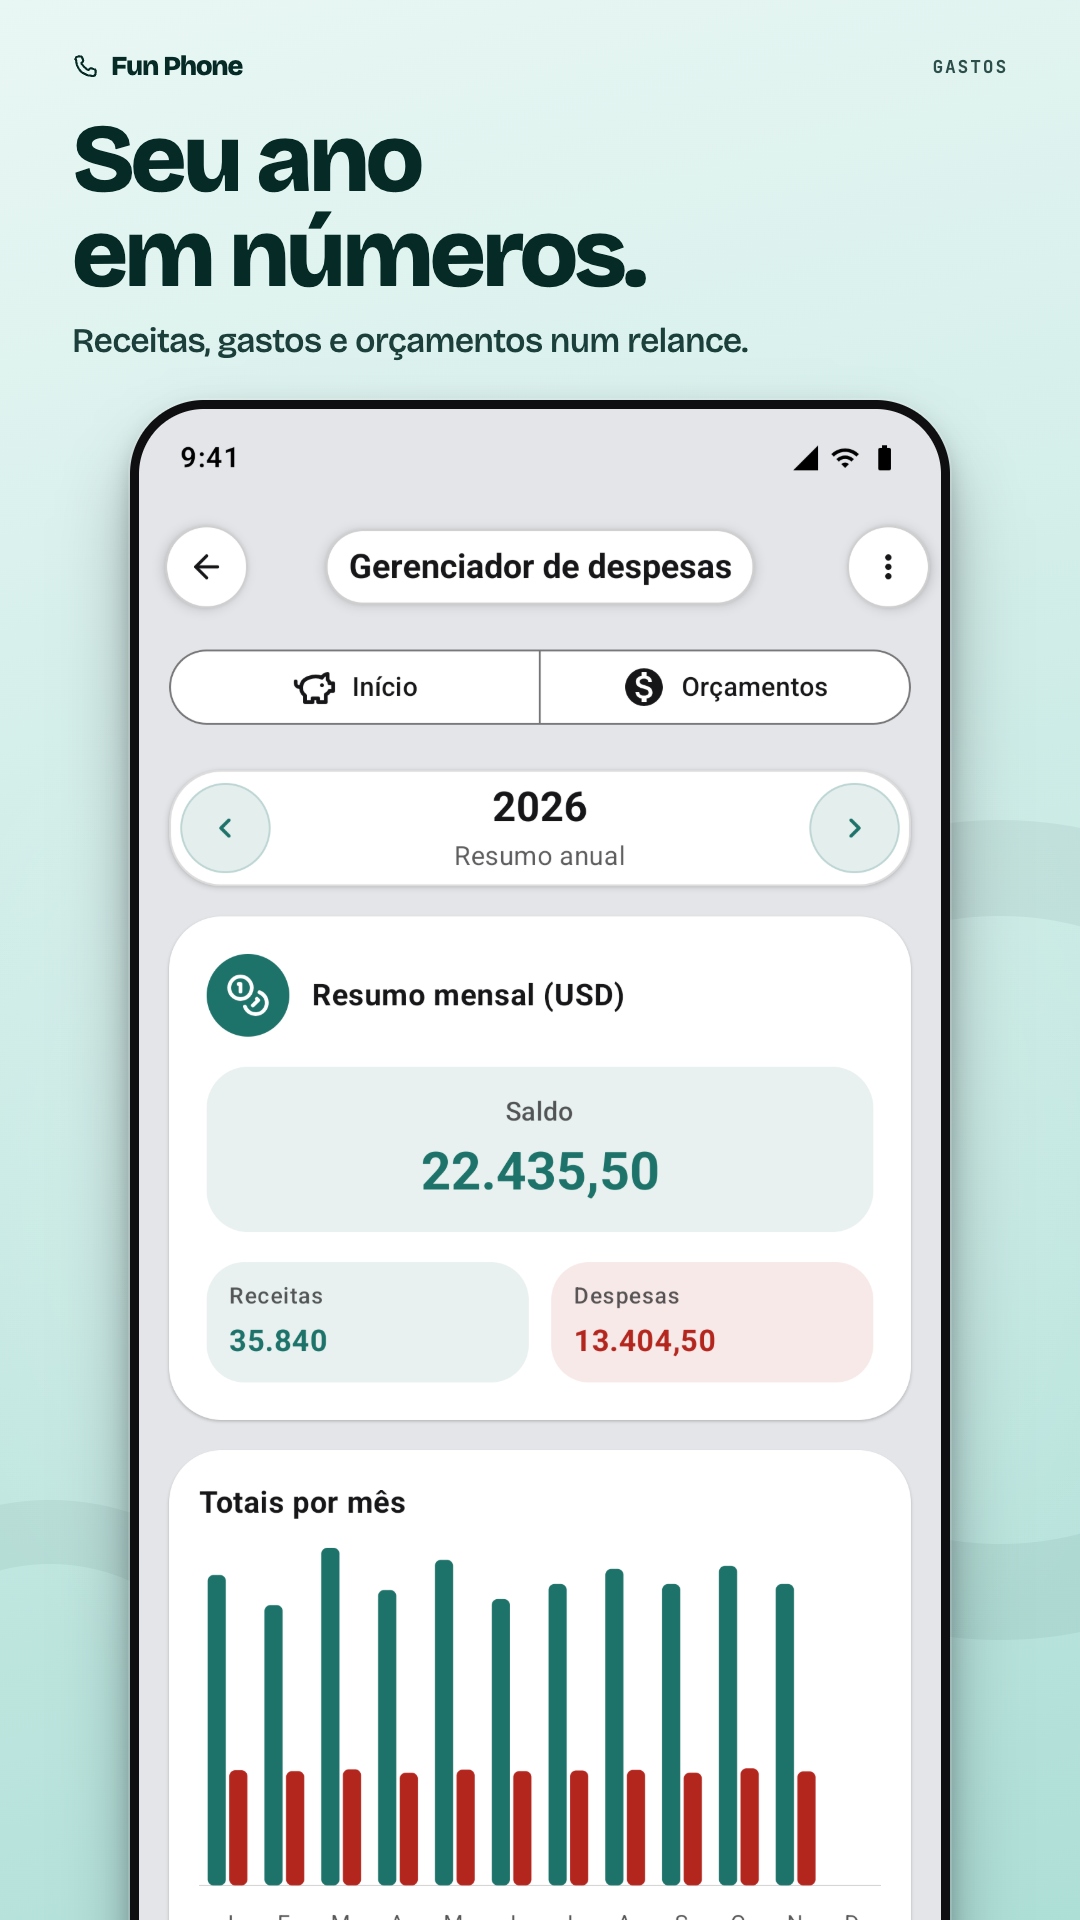 Fun Phone
GASTOS
Seu ano
em números.
Receitas, gastos e orçamentos num relance.
9:41
Gerenciador de despesas
Início
Orçamentos
2026
Resumo anual
Resumo mensal (USD)
Saldo
22.435,50
Receitas
35.840
Despesas
13.404,50
Totais por mês